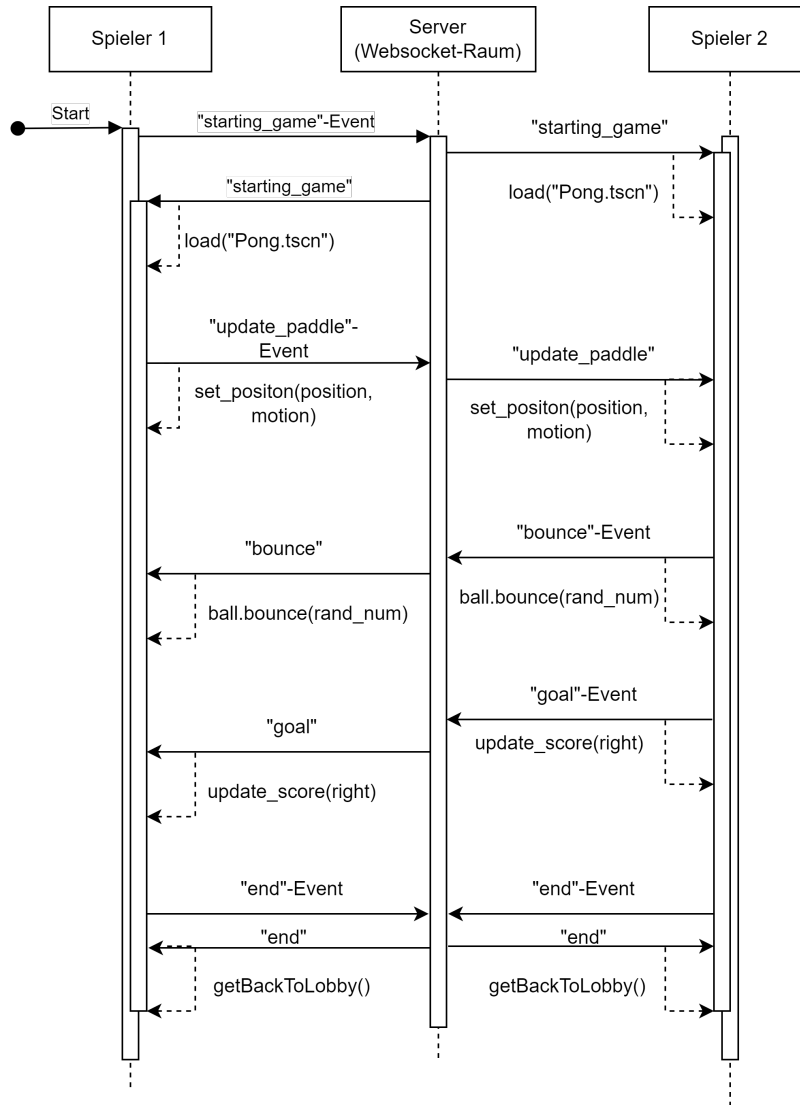 Spieler 1
Server
(Websocket-Raum)
Spieler 2
Start
"starting_game"-Event
"starting_game"
load("Pong.tscn")
"starting_game"
load("Pong.tscn")
"update_paddle"-
Event
"update_paddle"
set_positon(position,
motion)
set_positon(position,
motion)
"bounce"-Event
"bounce"
ball.bounce(rand_num)
ball.bounce(rand_num)
"goal"-Event
"goal"
update_score(right)
update_score(right)
"end"-Event
"end"-Event
"end"
"end"
getBackToLobby()
getBackToLobby()